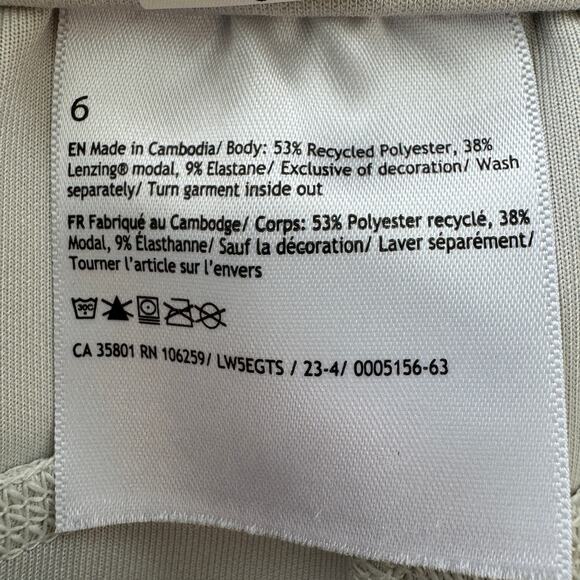 6
EN Made in Cambodia/ Body: 53% Recycled Polyester, 38%
Lenzing® modal, 9% Elastane/ Exclusive of decoration/ Wash
separately/ Turn garment inside out
FR Fabriqué au Cambodge/ Corps: 53% Polyester recyclé, 38%
Modal, 9% Élasthanne/ Sauf la décoration/ Laver séparément/
Tourner l'article sur l'envers
30C
CA 35801 RN 106259/ LW5EGTS / 23-4/ 0005156-63